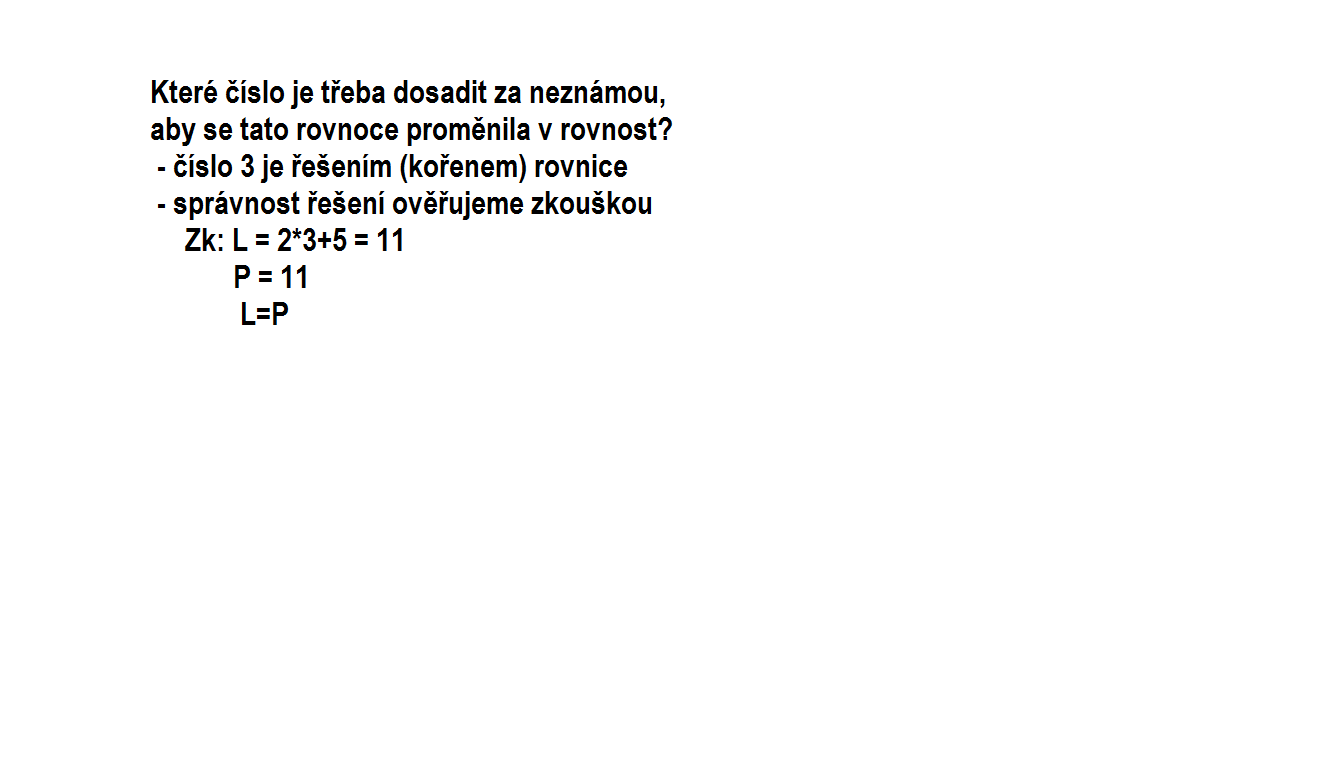 Které číslo je třeba dosadit za neznámou,
aby se tato rovnoce proměnila v rovnost?
- číslo 3 je řešením (kořenem) rovnice
- správnost řešení ověřujeme zkouškou
Zk: L = 2*3+5 = 11
P = 11
L=P